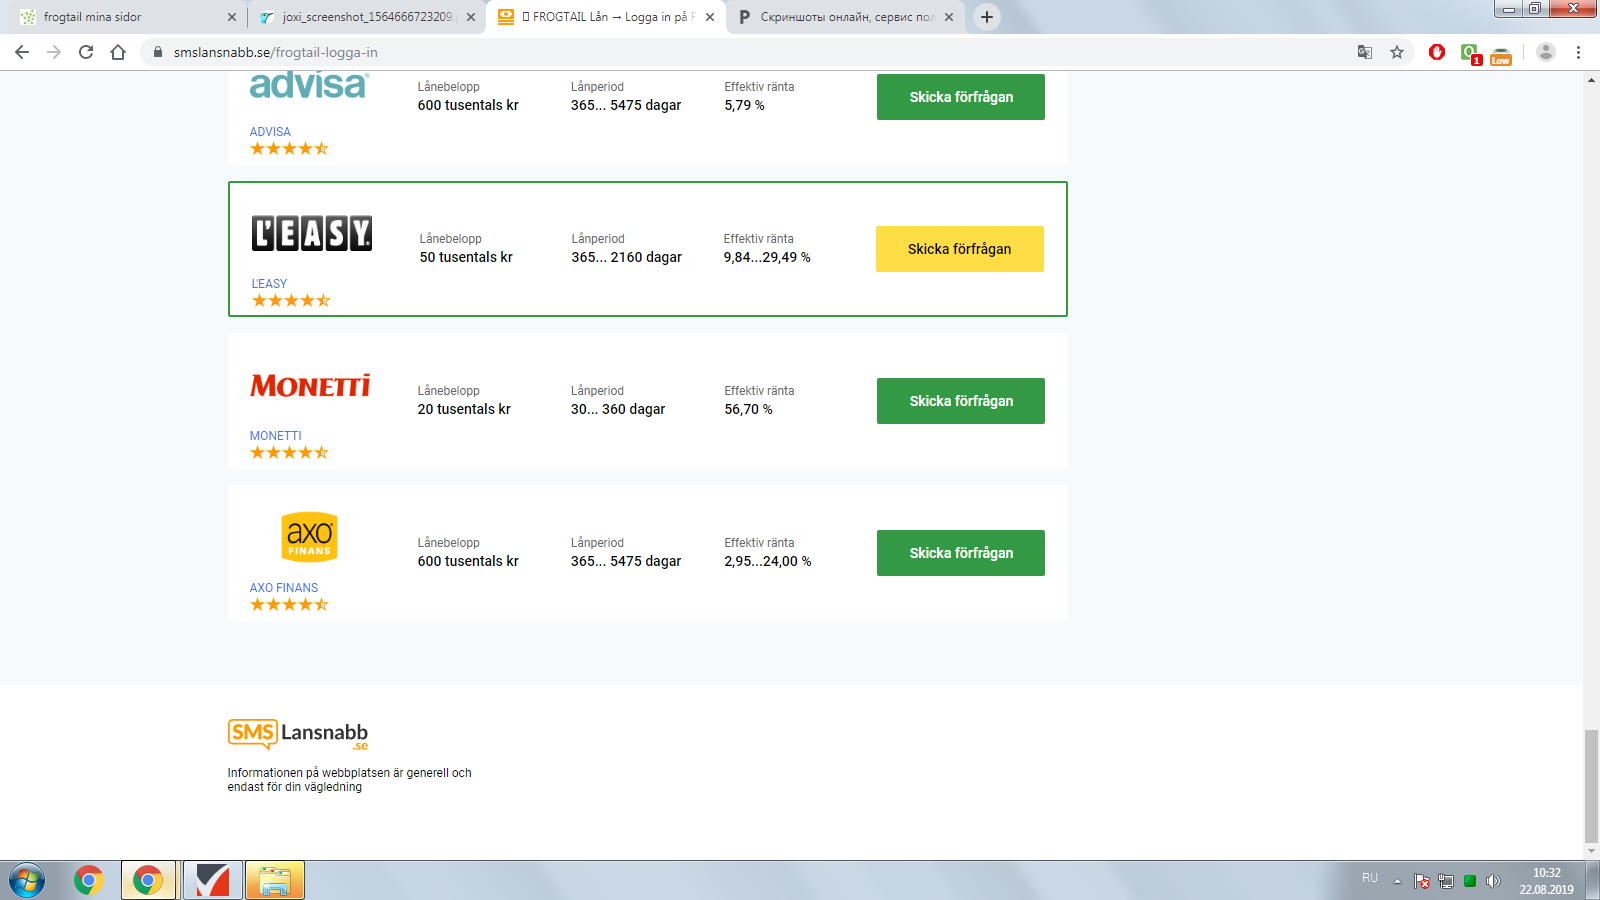 frogtail mina sidor
joxi_screenshot_1564666723209.
FROGTAIL Lån → Logga in på F
Скриншоты онлайн, сервис пол
smslansnabb.se/frogtail-logga-in
1
Low
advisa
Lånebelopp Lånperiod Effektiv ränta
600 tusentals kr 365... 5475 dagar 5,79 %
Skicka förfrågan
ADVISA
L'EASY
Lånebelopp Lånperiod Effektiv ränta
50 tusentals kr 365... 2160 dagar 9,84...29,49 %
Skicka förfrågan
L'EASY
MONETTI
Lånebelopp Lånperiod Effektiv ränta
20 tusentals kr 30... 360 dagar 56,70 %
Skicka förfrågan
MONETTI
axo
FINANS
Lånebelopp Lånperiod Effektiv ränta
600 tusentals kr 365... 5475 dagar 2,95...24,00 %
Skicka förfrågan
AXO FINANS
SMS Lansnabb
.se
Informationen på webbplatsen är generell och
endast för din vägledning
RU
10:32
22.08.2019